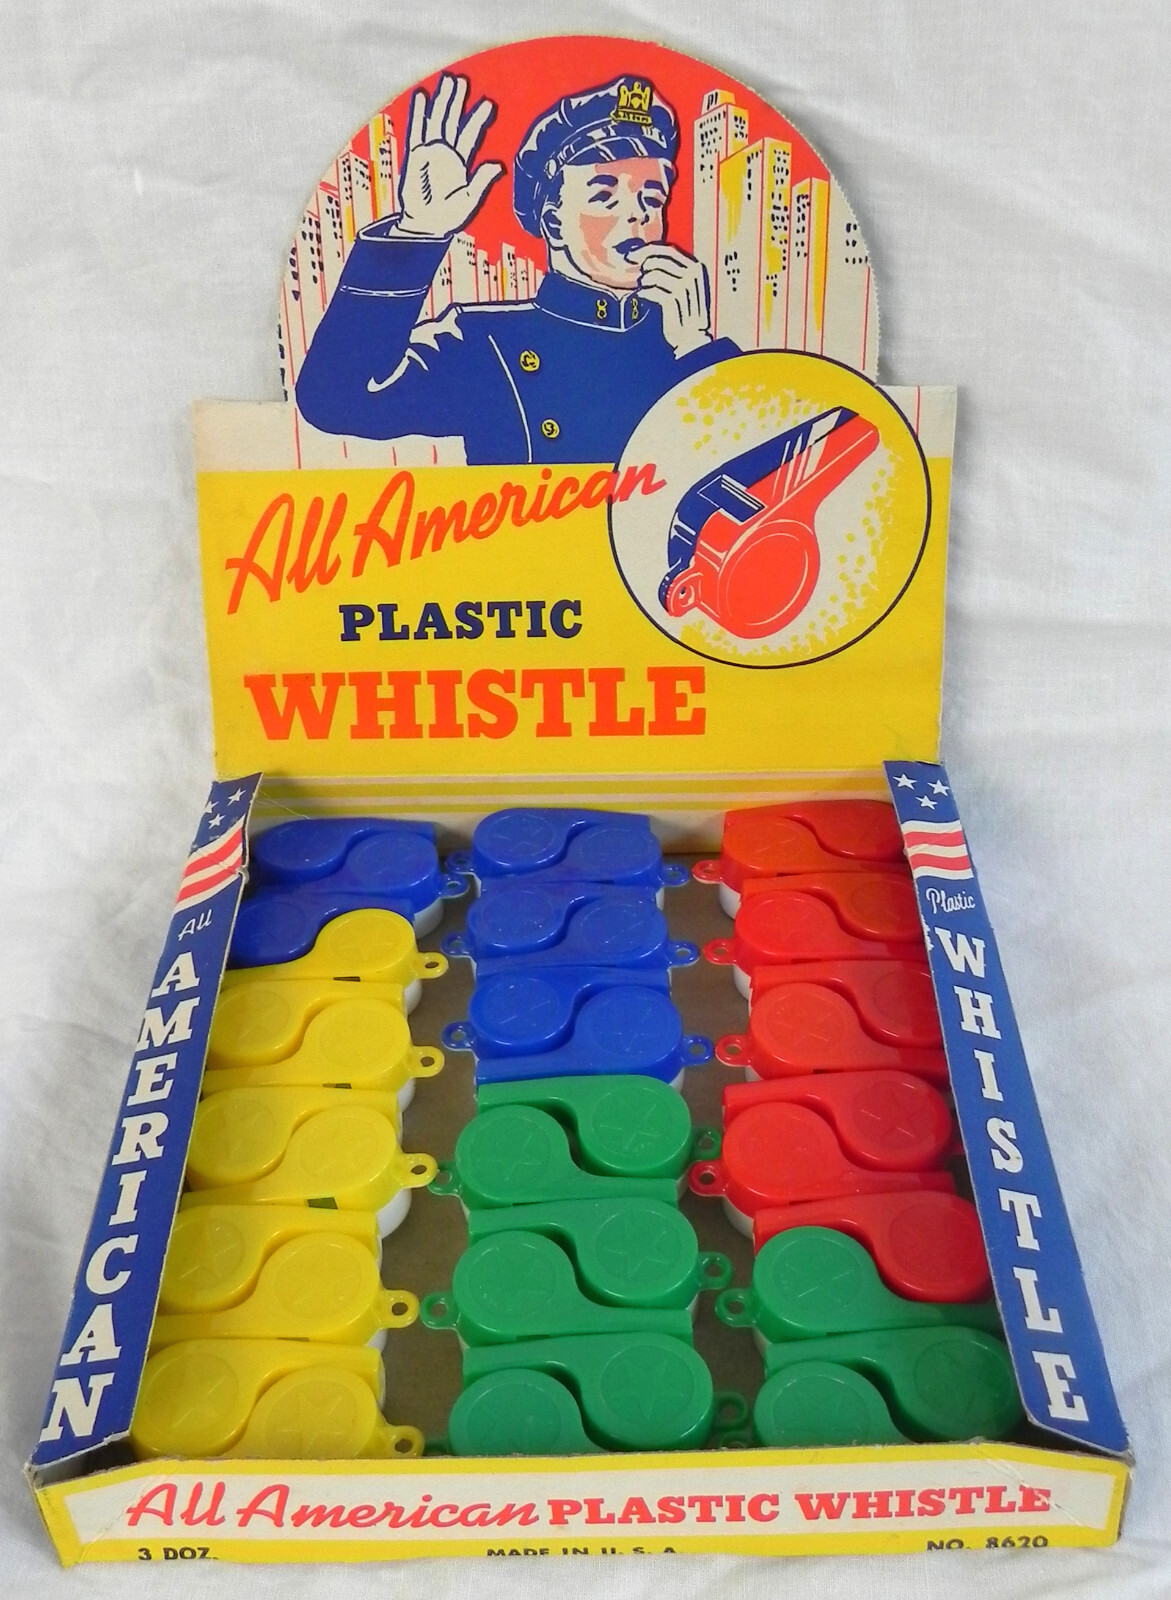 All American
PLASTIC
WHISTLE
All
AMERICAN
Plastic
WHISTLE
All American PLASTIC WHISTLE
3 DOZ.
MADE IN U. S. A.
NO. 8620